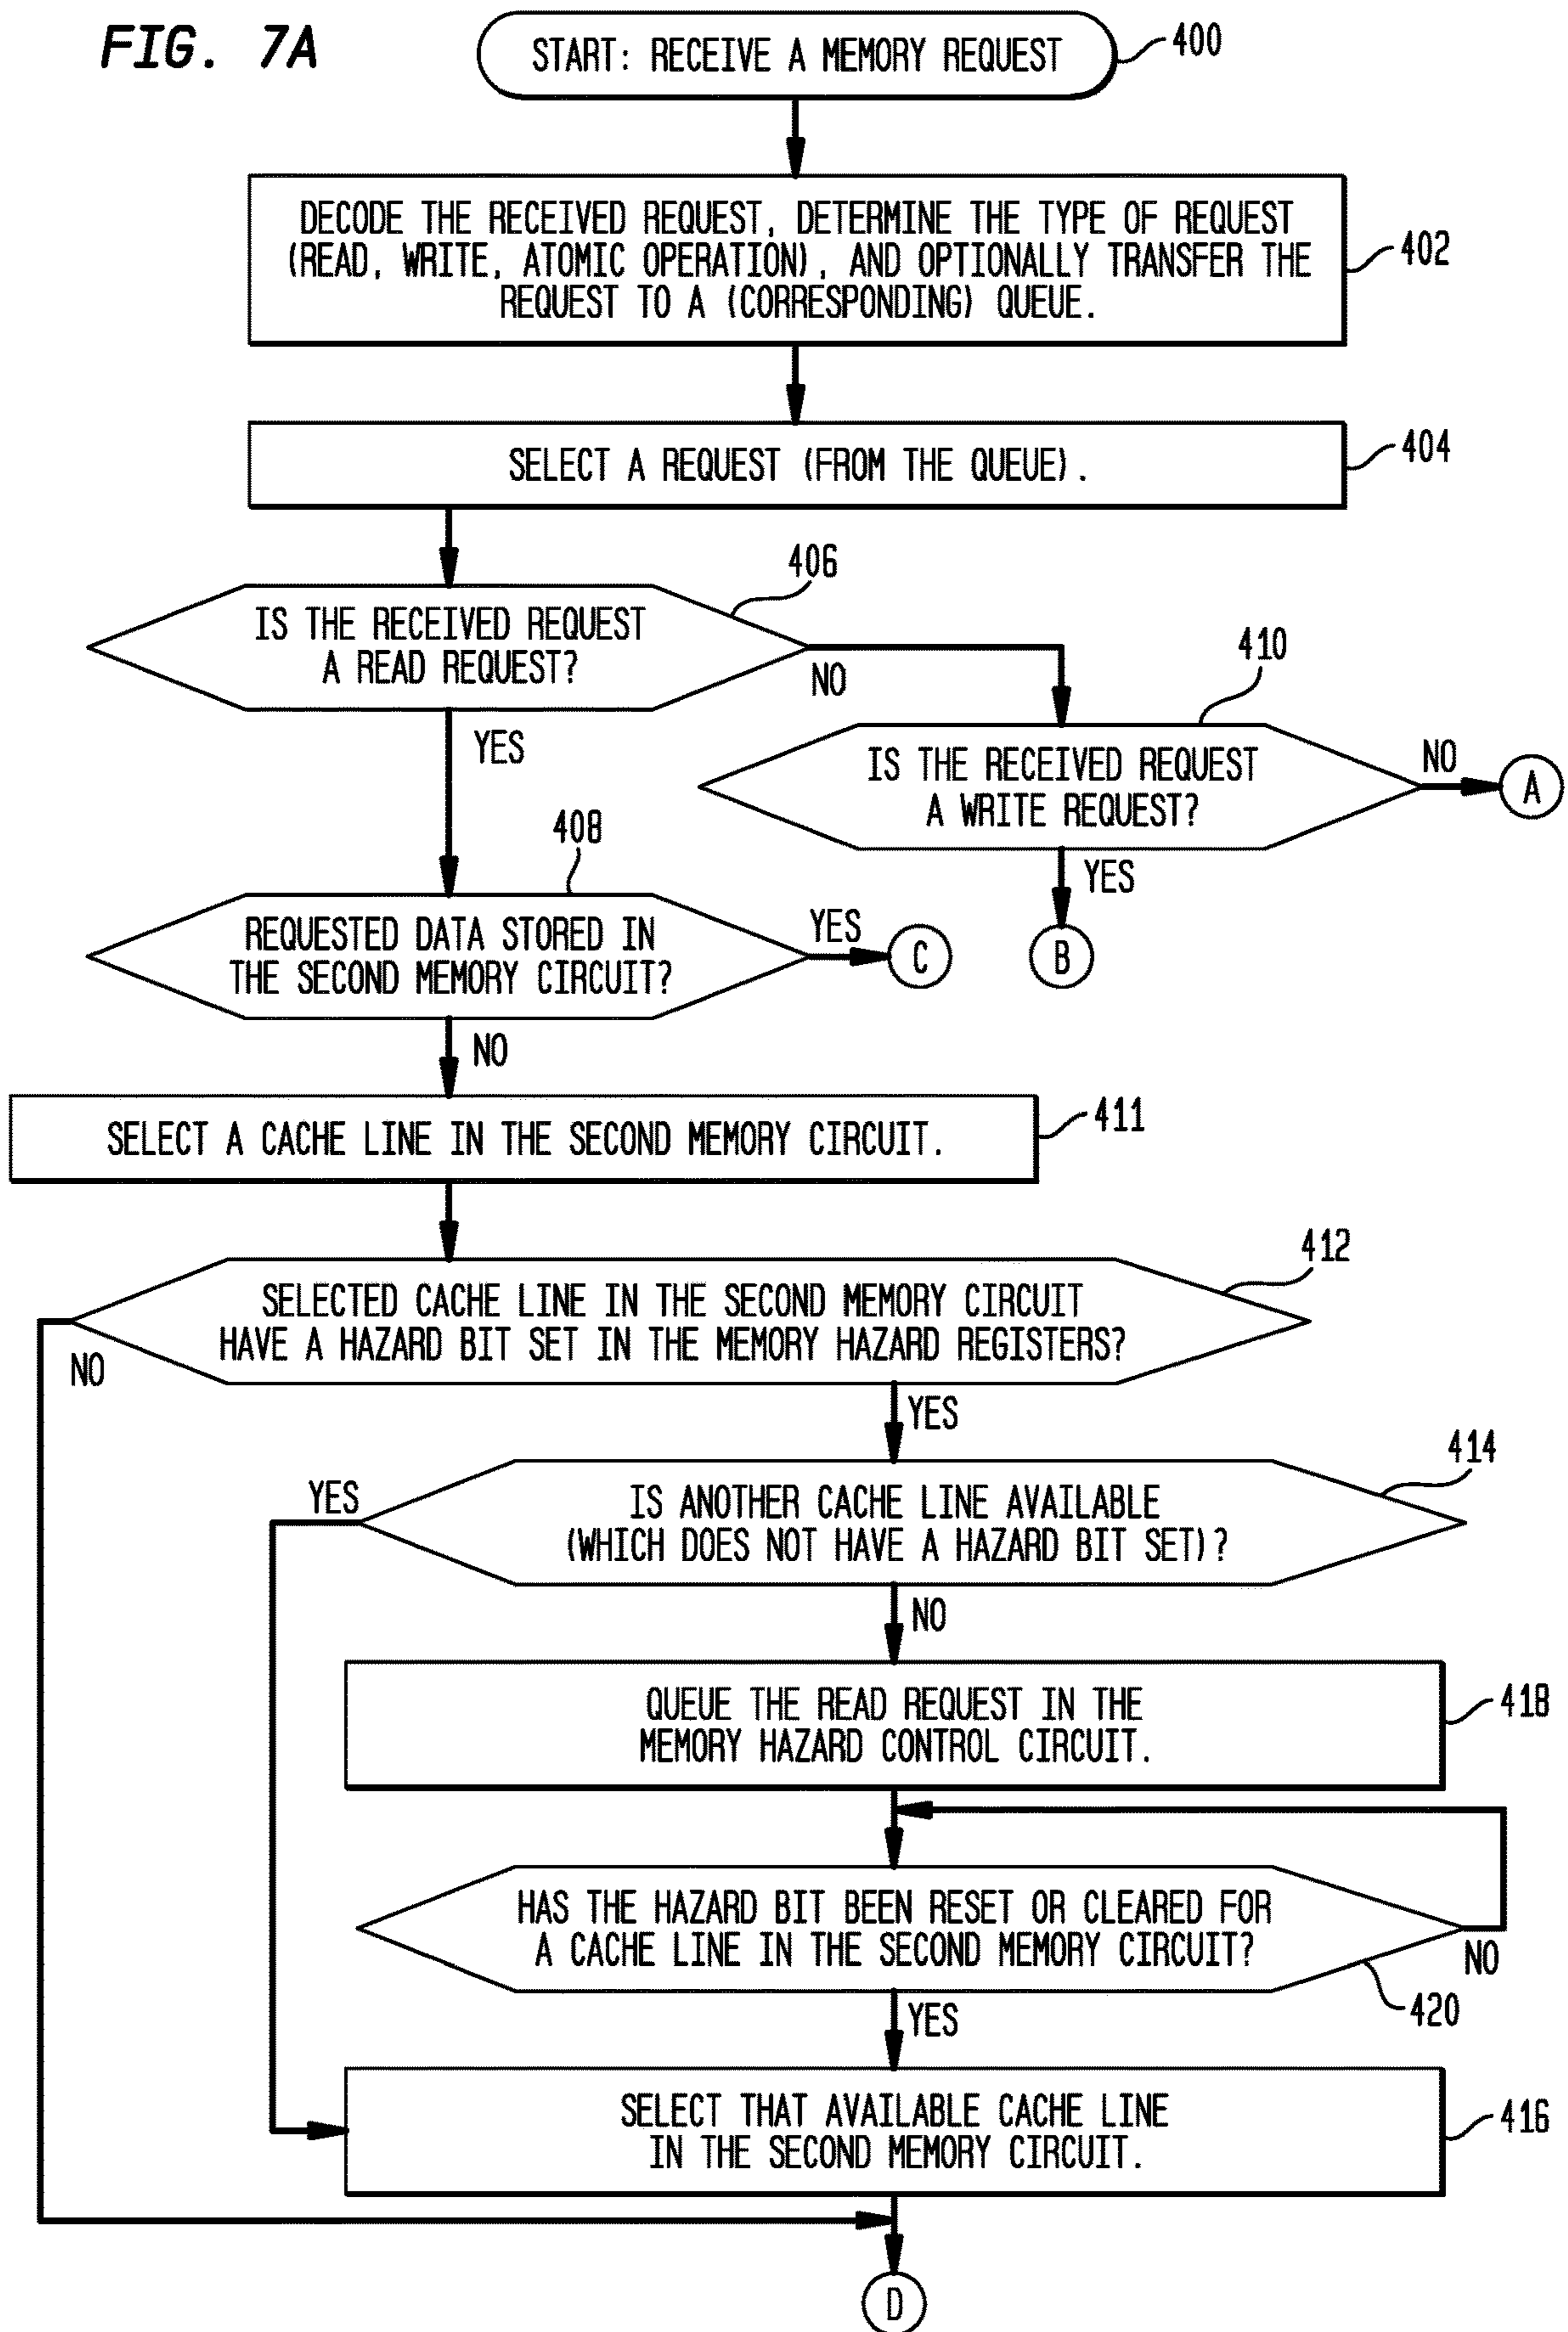 FIG. 7A
START: RECEIVE A MEMORY REQUEST
400
DECODE THE RECEIVED REQUEST, DETERMINE THE TYPE OF REQUEST
(READ, WRITE, ATOMIC OPERATION), AND OPTIONALLY TRANSFER THE
REQUEST TO A (CORRESPONDING) QUEUE.
402
SELECT A REQUEST (FROM THE QUEUE).
404
406
IS THE RECEIVED REQUEST
A READ REQUEST?
NO
YES
410
IS THE RECEIVED REQUEST
A WRITE REQUEST?
NO
A
YES
B
408
REQUESTED DATA STORED IN
THE SECOND MEMORY CIRCUIT?
YES
C
NO
SELECT A CACHE LINE IN THE SECOND MEMORY CIRCUIT.
411
412
SELECTED CACHE LINE IN THE SECOND MEMORY CIRCUIT
HAVE A HAZARD BIT SET IN THE MEMORY HAZARD REGISTERS?
NO
YES
414
YES
IS ANOTHER CACHE LINE AVAILABLE
(WHICH DOES NOT HAVE A HAZARD BIT SET)?
NO
QUEUE THE READ REQUEST IN THE
MEMORY HAZARD CONTROL CIRCUIT.
418
HAS THE HAZARD BIT BEEN RESET OR CLEARED FOR
A CACHE LINE IN THE SECOND MEMORY CIRCUIT?
NO
420
YES
SELECT THAT AVAILABLE CACHE LINE
IN THE SECOND MEMORY CIRCUIT.
416
D